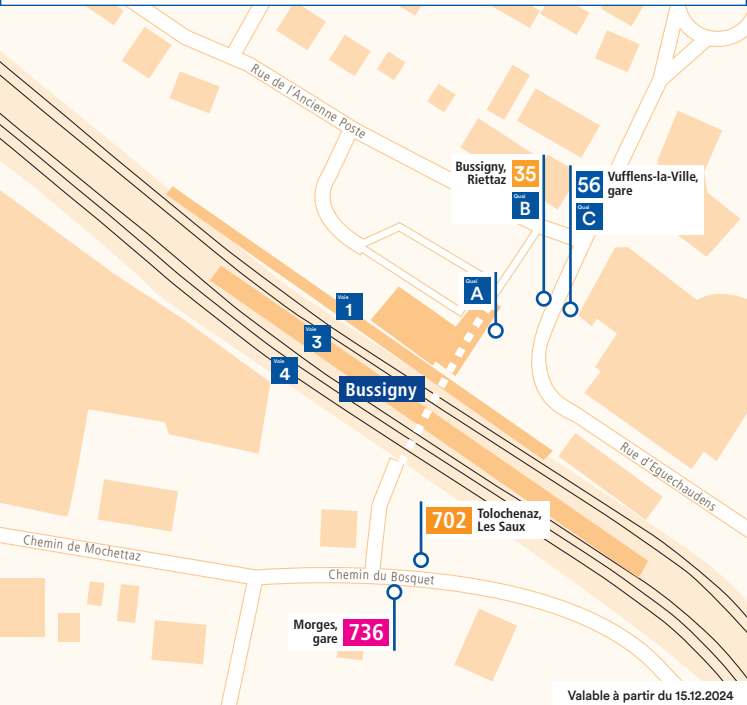 Rue de l'Ancienne Poste
Bussigny,
Riettaz
35
Quai
B
56
Vufflens-la-Ville,
gare
Quai
C
Quai
A
Voie
1
Voie
3
Voie
4
Bussigny
Rue d'Eguechaudens
702
Tolochenaz,
Les Saux
Chemin de Mochettaz
Chemin du Bosquet
Morges,
gare
736
Valable à partir du 15.12.2024